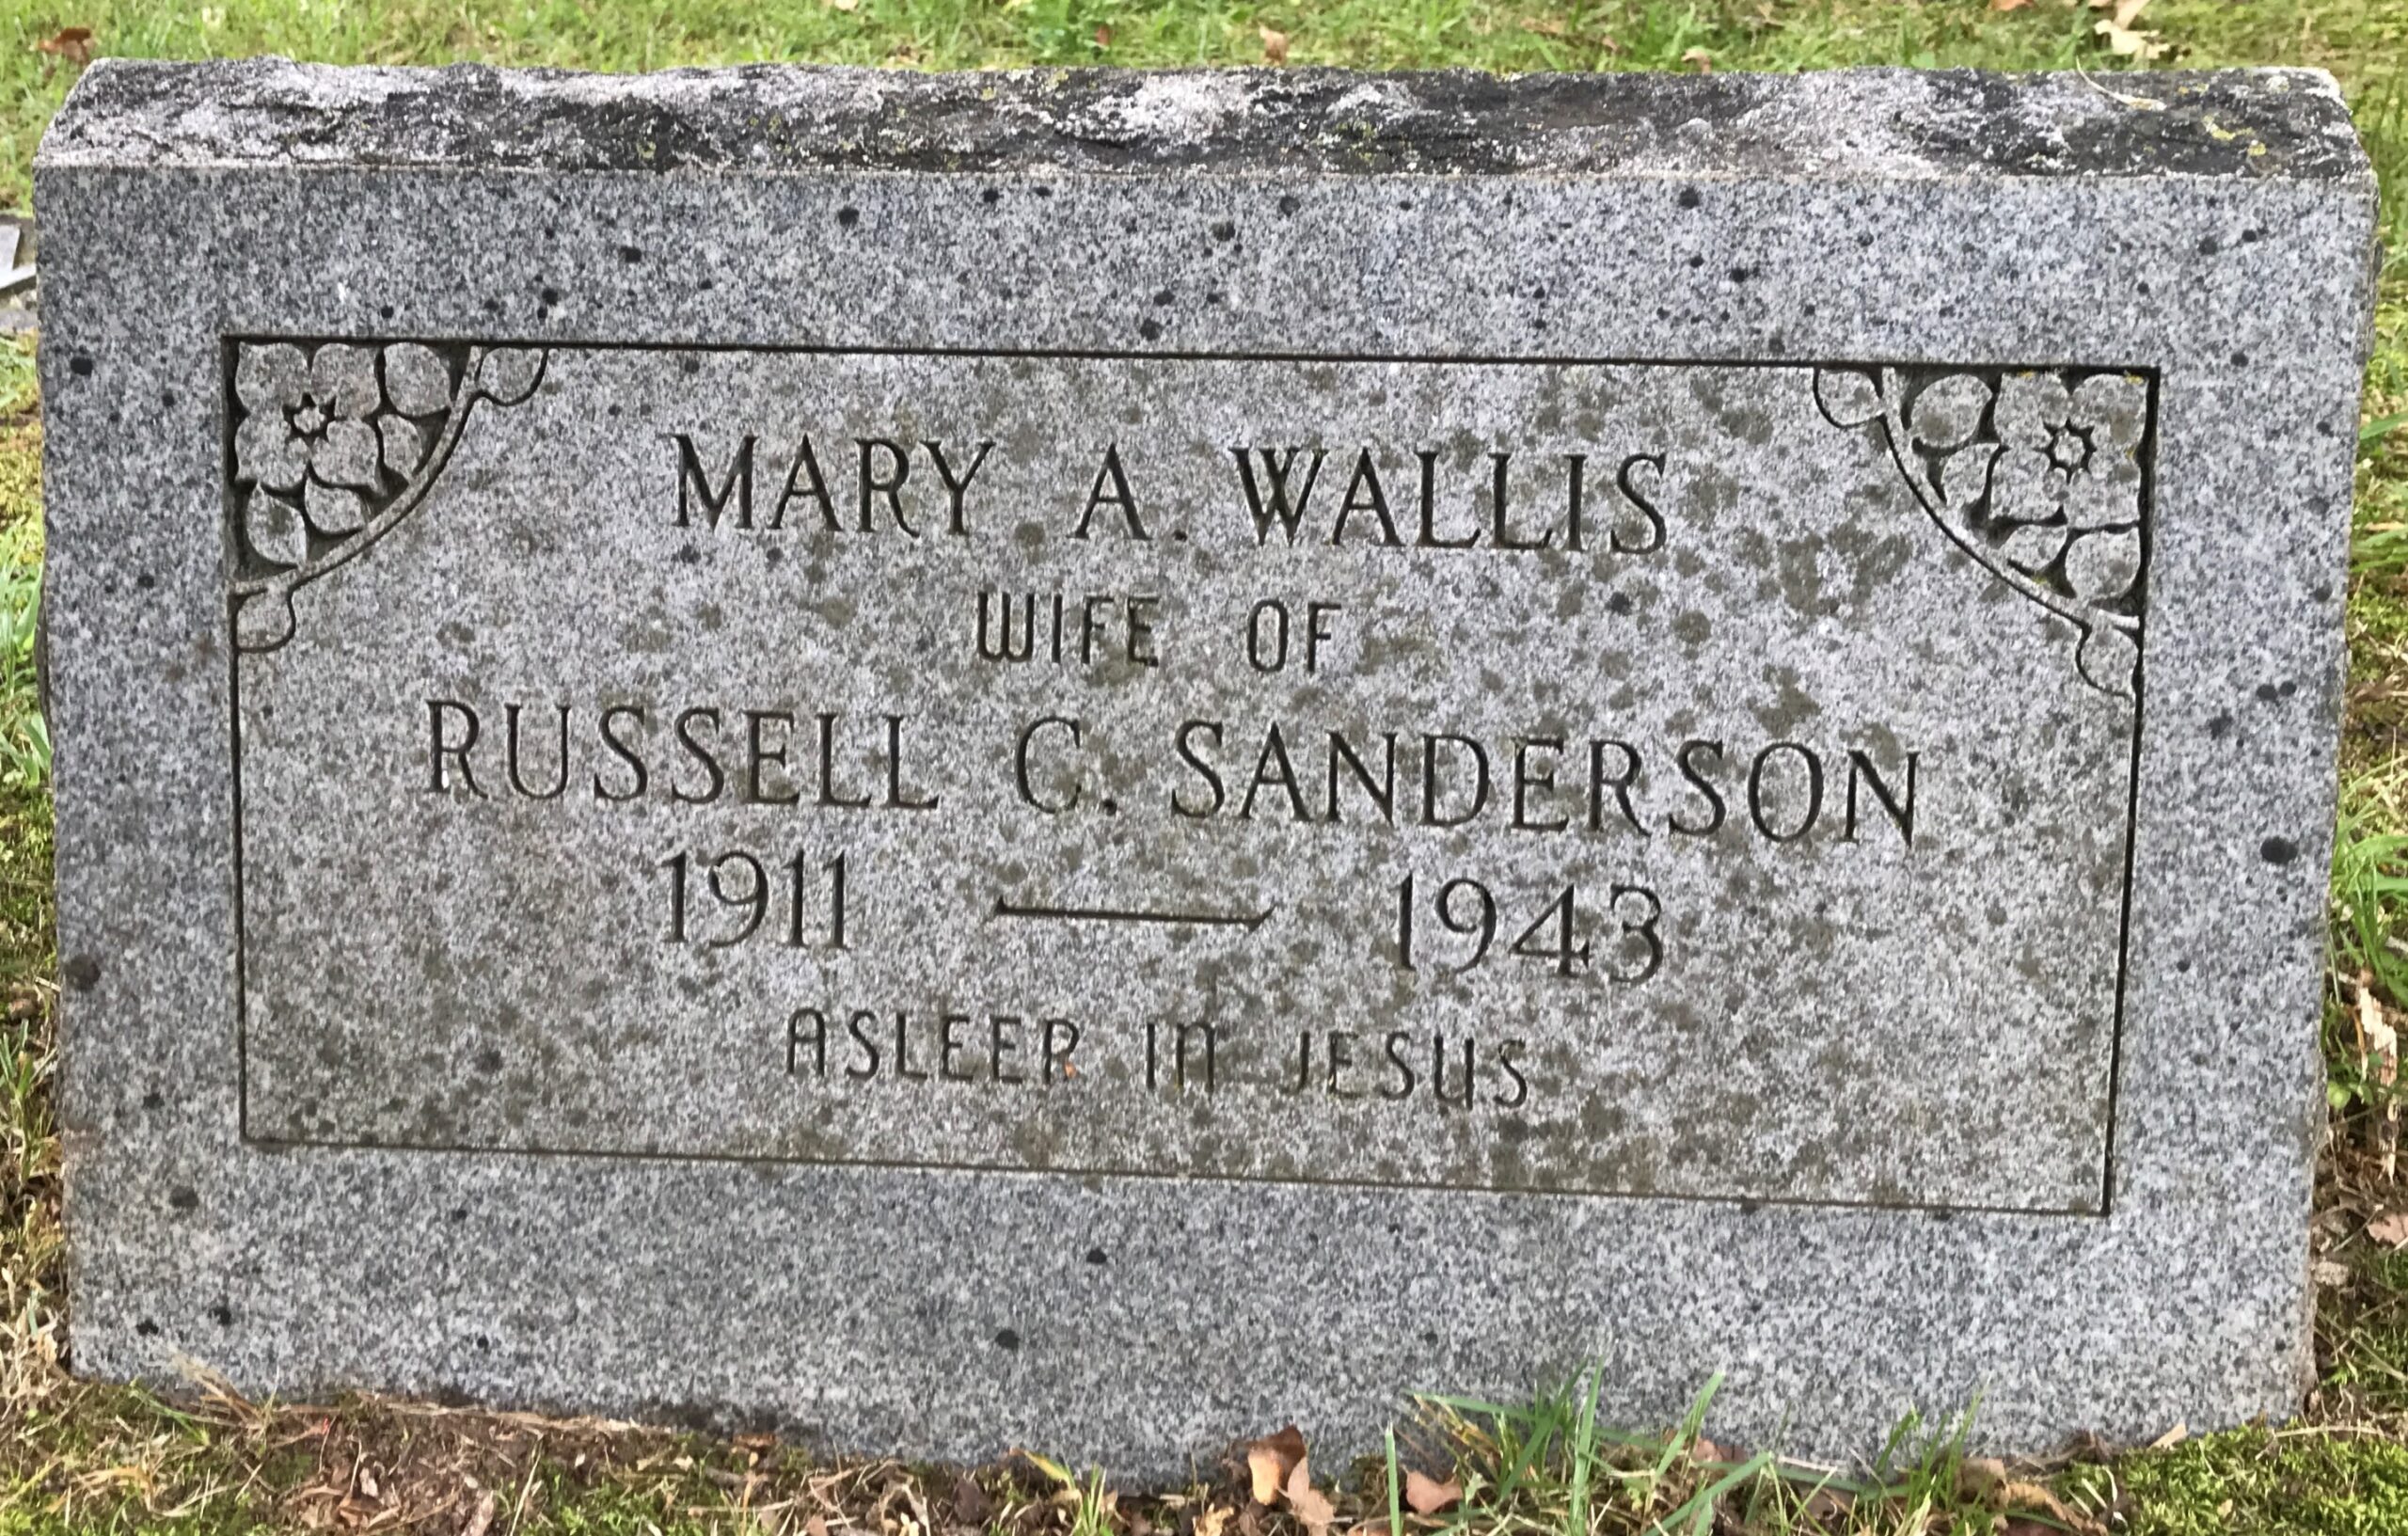 MARY A. WALLIS
WIFE OF
RUSSELL C. SANDERSON
1911 — 1943
ASLEEP IN JESUS